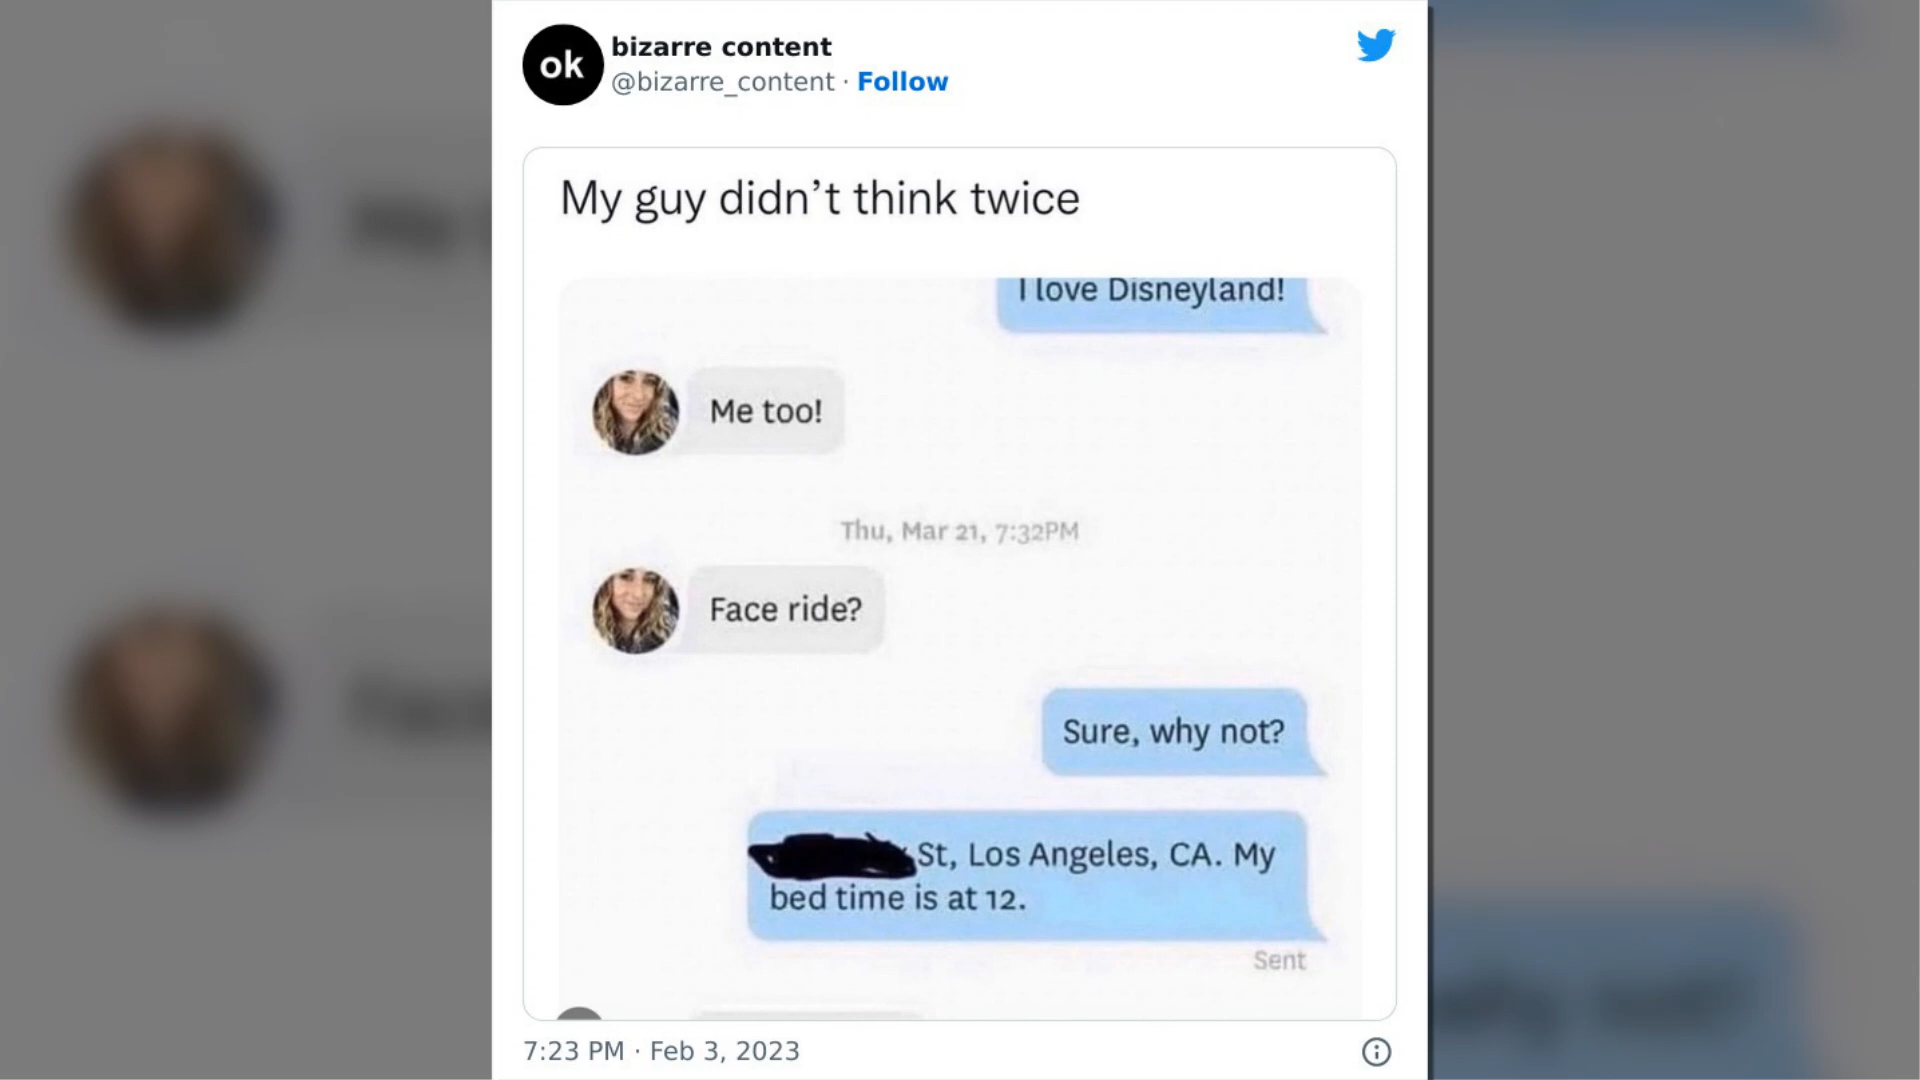 ok
bizarre content
@bizarre_content · Follow
My guy didn't think twice
I love Disneyland!
Me too!
Thu, Mar 21, 7:32PM
Face ride?
Sure, why not?
St, Los Angeles, CA. My
bed time is at 12.
Sent
7:23 PM · Feb 3, 2023